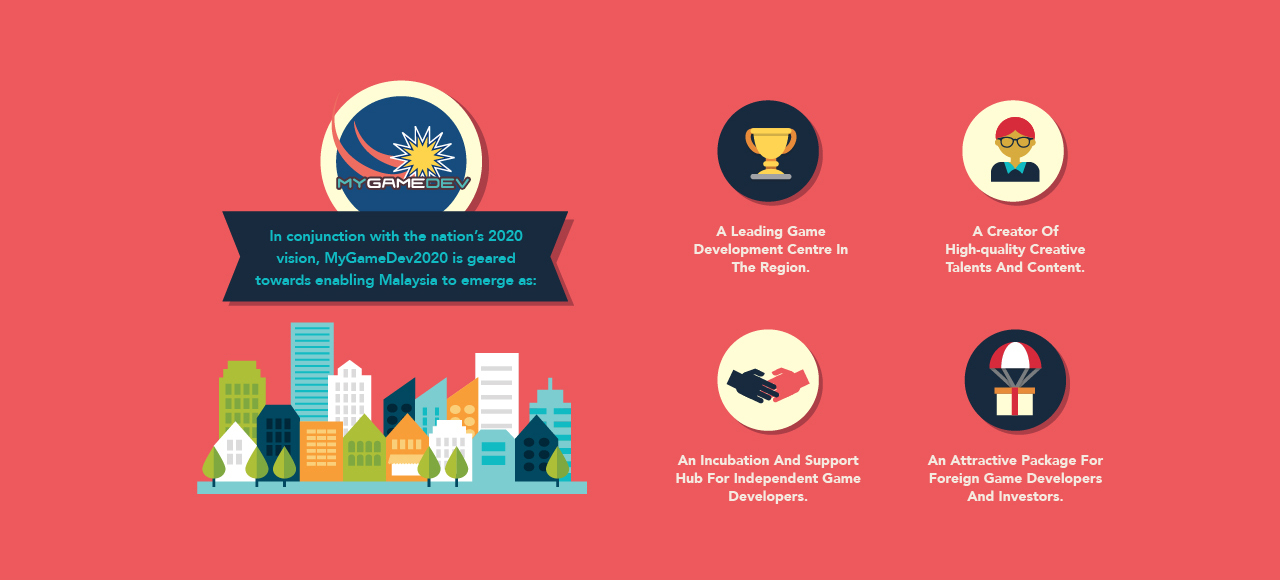 MYGAMEDEV
In conjunction with the nation's 2020
vision, MyGameDev2020 is geared
towards enabling Malaysia to emerge as:
A Leading Game
Development Centre In
The Region.
A Creator Of
High-quality Creative
Talents And Content.
An Incubation And Support
Hub For Independent Game
Developers.
An Attractive Package For
Foreign Game Developers
And Investors.